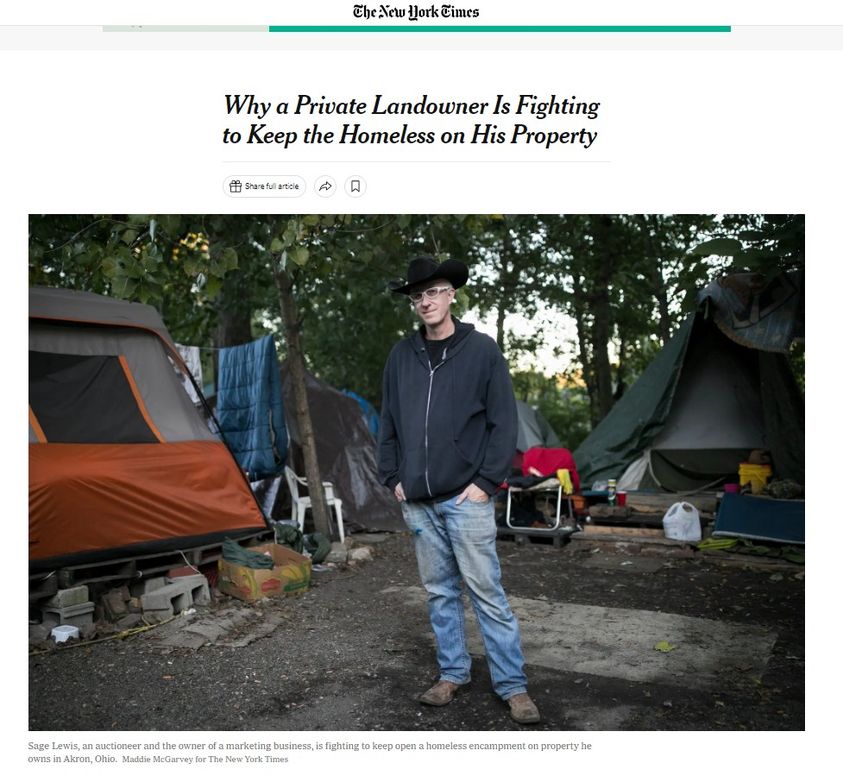 The New York Times
Why a Private Landowner Is Fighting
to Keep the Homeless on His Property
Share full article
Sage Lewis, an auctioneer and the owner of a marketing business, is fighting to keep open a homeless encampment on property he
owns in Akron, Ohio. Maddie McGarvey for The New York Times